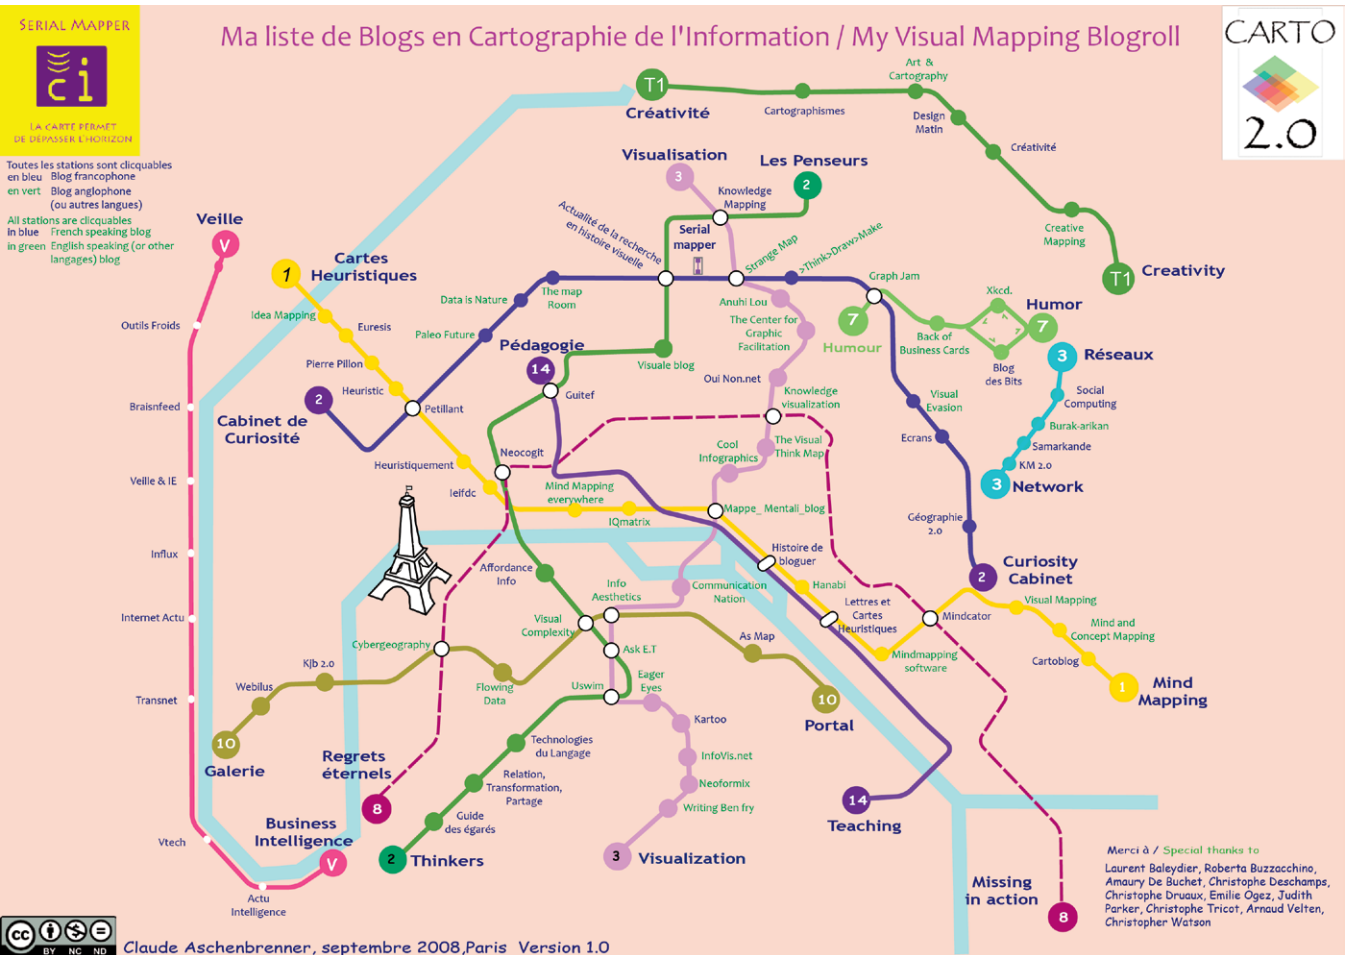 SERIAL MAPPER
ci
LA CARTE PERMET
DE DÉPASSER L'HORIZON
Ma liste de Blogs en Cartographie de l'Information / My Visual Mapping Blogroll
CARTO
2.0
Toutes les stations sont clicquables
en bleu Blog francophone
en vert Blog anglophone
(ou autres langues)
All stations are clicquables
in blue French speaking blog
in green English speaking (or other
langages) blog
T1
Créativité
Cartographismes
Art &
Cartography
Design
Matin
Créativité
Creative
Mapping
T1
Creativity
Visualisation
3
Les Penseurs
2
Knowledge
Mapping
Actualité de la recherche
en histoire visuelle
Serial
mapper
Strange Map
>Think>Draw>Make
Veille
V
Outils Froids
Braisnfeed
Veille & IE
Influx
Internet Actu
Transnet
Vtech
Actu
Intelligence
Business
Intelligence
V
1
Cartes
Heuristiques
Idea Mapping
Euresis
Pierre Pillon
Heuristic
Petillant
Heuristiquement
Ieifdc
Mind Mapping
everywhere
IQmatrix
Mappe_ Mentali_blog
Histoire de
bloguer
Hanabi
Lettres et
Cartes
Heuristiques
Mindmapping
software
Mindcator
Visual Mapping
Mind and
Concept Mapping
Cartoblog
1
Mind
Mapping
2
Cabinet de
Curiosité
Paleo Future
Data is Nature
The map
Room
Graph Jam
Visual
Evasion
Ecrans
Géographie
2.0
2
Curiosity
Cabinet
7
Humour
Back of
Business Cards
Xkcd.
Blog
des Bits
Humor
7
3
Réseaux
Social
Computing
Burak-arikan
Samarkande
KM 2.0
3
Network
Pédagogie
14
Guitef
Visuale blog
Neocogit
Anuhi Lou
The Center for
Graphic
Facilitation
Oui Non.net
Knowledge
visualization
The Visual
Think Map
Cool
Infographics
Communication
Nation
Affordance
Info
Info
Aesthetics
Visual
Complexity
Ask E.T
Uswim
Eager
Eyes
Kartoo
InfoVis.net
Neoformix
Writing Ben fry
3
Visualization
Cybergeography
Kjb 2.0
Webilus
Flowing
Data
10
Galerie
As Map
10
Portal
Regrets
éternels
8
Technologies
du Langage
Relation,
Transformation,
Partage
Guide
des égarés
2
Thinkers
14
Teaching
Missing
in action
8
Merci à / Special thanks to
Laurent Baleydier, Roberta Buzzacchino,
Amaury De Buchet, Christophe Deschamps,
Christophe Druaux, Emilie Ogez, Judith
Parker, Christophe Tricot, Arnaud Velten,
Christopher Watson
cc
BY NC ND
Claude Aschenbrenner, septembre 2008,Paris Version 1.0